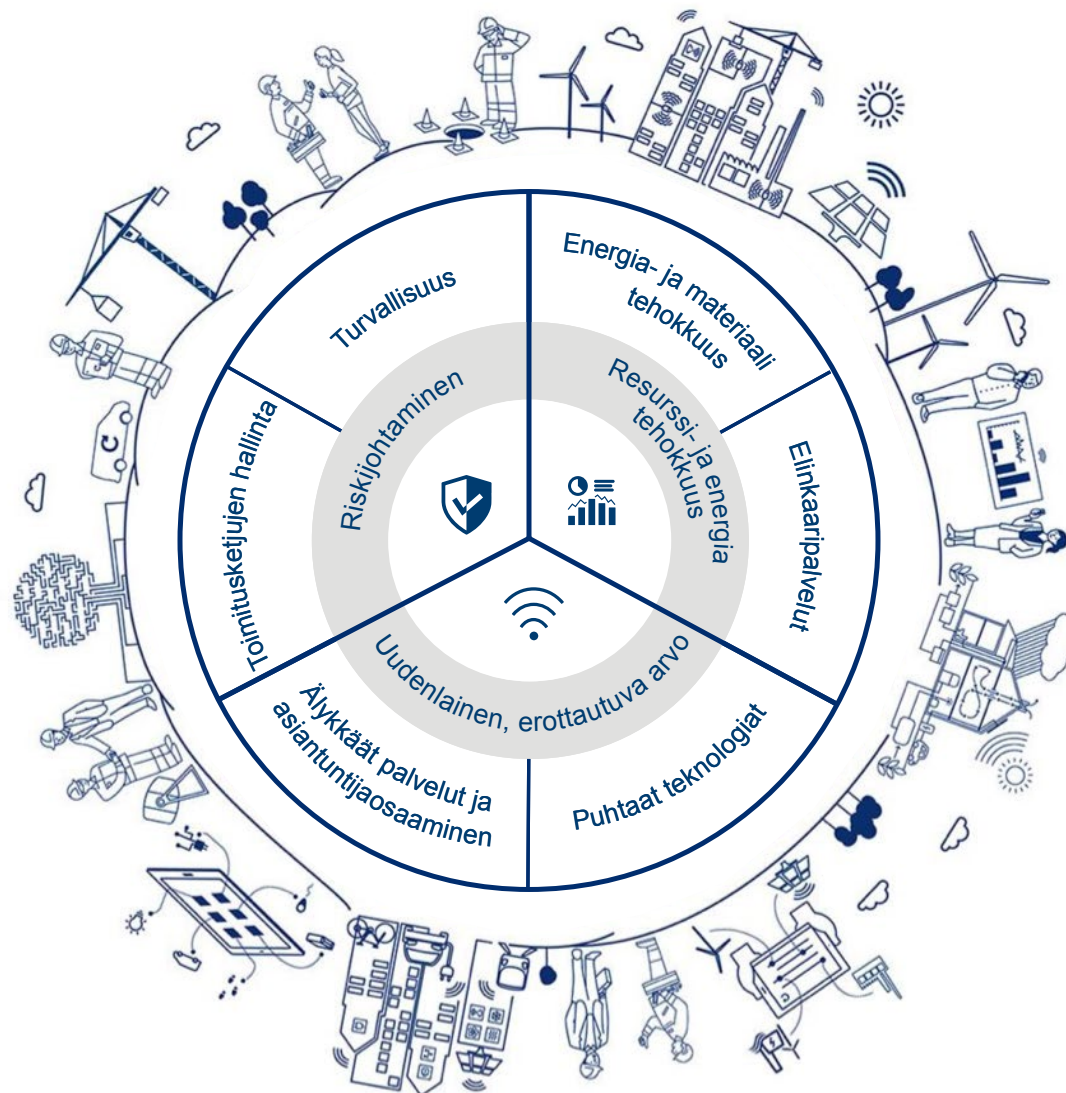 Turvallisuus
Energia- ja materiaali
tehokkuus
Riskijohtaminen
Resurssi- ja energia
tehokkuus
Toimitusketjujen hallinta
Elinkaaripalvelut
Uudenlainen, erottautuva arvo
Älykkäät palvelut ja
asiantuntijaosaaminen
Puhtaat teknologiat